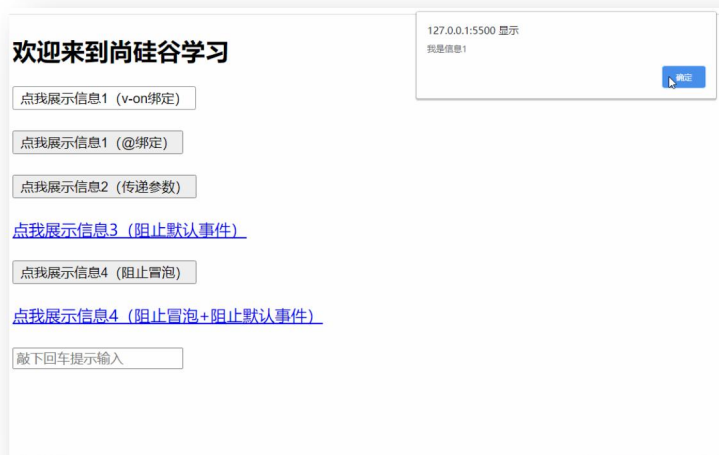 127.0.0.1:5500 显示
我是信息1
确定
欢迎来到尚硅谷学习
点我展示信息1（v-on绑定）
点我展示信息1（@绑定）
点我展示信息2（传递参数）
点我展示信息3（阻止默认事件）
点我展示信息4（阻止冒泡）
点我展示信息4（阻止冒泡+阻止默认事件）
敲下回车提示输入